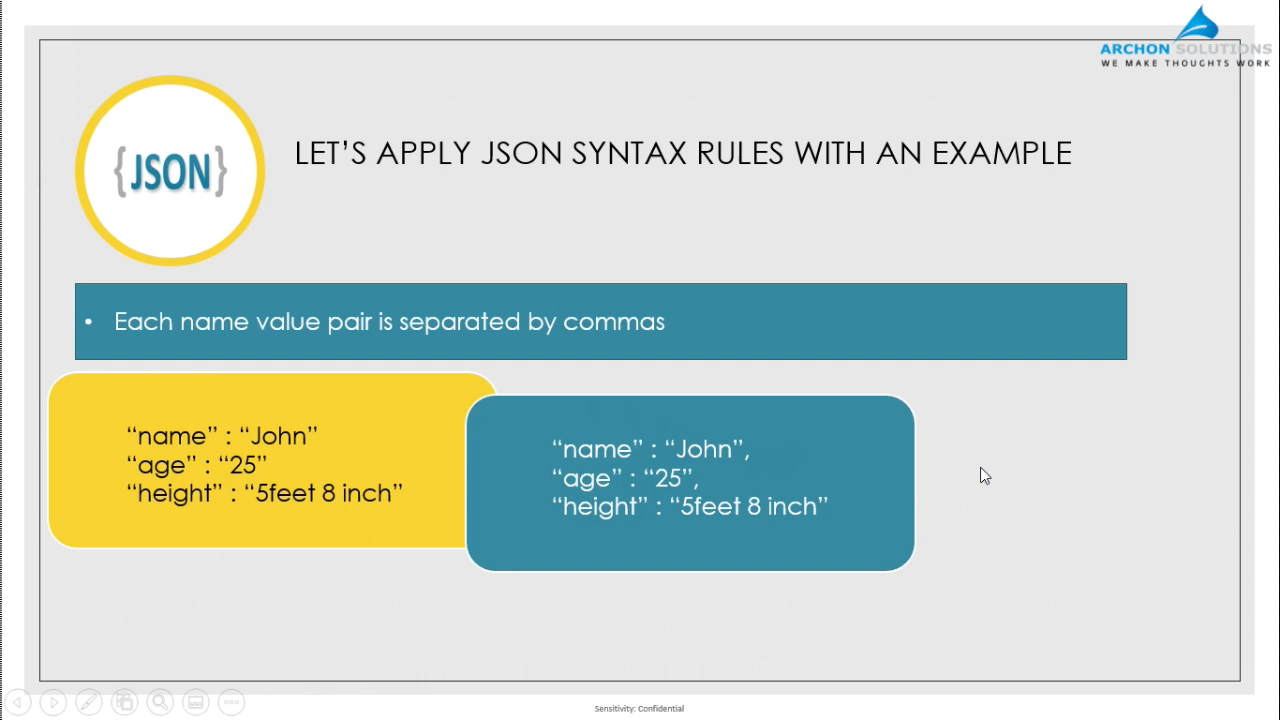 ARCHON SOLUTIONS
WE MAKE THOUGHTS WORK
{JSON}
LET’S APPLY JSON SYNTAX RULES WITH AN EXAMPLE
• Each name value pair is separated by commas
“name” : “John”
“age” : “25”
“height” : “5feet 8 inch”
“name” : “John”,
“age” : “25”,
“height” : “5feet 8 inch”
Sensitivity: Confidential